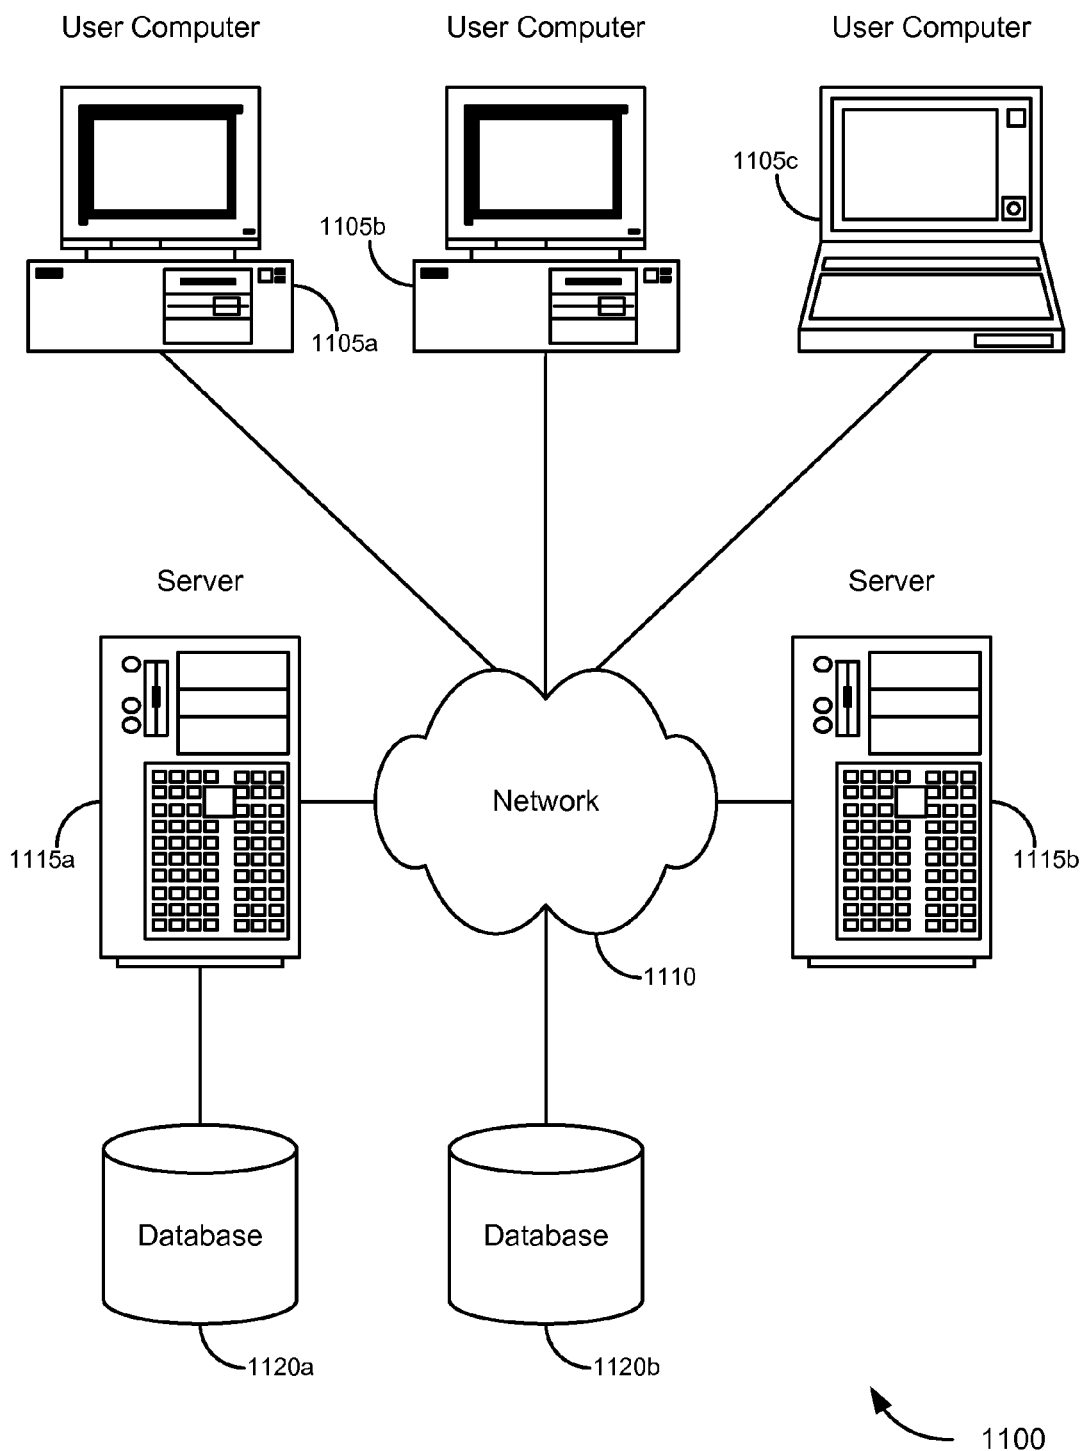 User Computer
User Computer
User Computer
1105c
1105b
1105a
Server
Server
Network
1115a
1115b
1110
Database
Database
1120a
1120b
1100